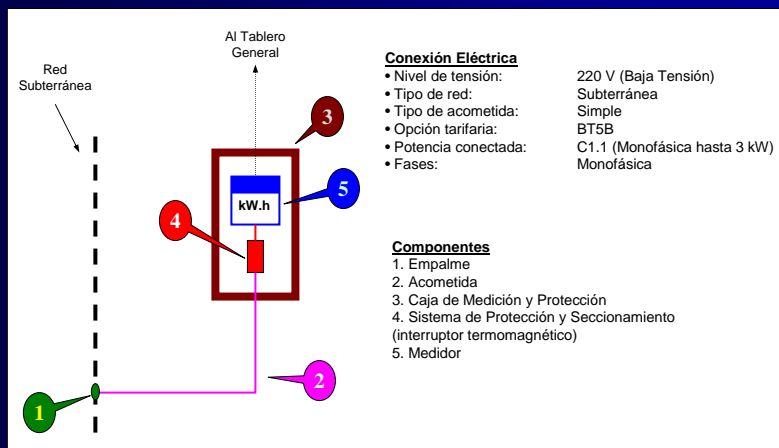 Al Tablero
General
Red
Subterránea
3
kW.h
5
4
2
1
Conexión Eléctrica
• Nivel de tensión: 220 V (Baja Tensión)
• Tipo de red: Subterránea
• Tipo de acometida: Simple
• Opción tarifaria: BT5B
• Potencia conectada: C1.1 (Monofásica hasta 3 kW)
• Fases: Monofásica
Componentes
1. Empalme
2. Acometida
3. Caja de Medición y Protección
4. Sistema de Protección y Seccionamiento
(interruptor termomagnético)
5. Medidor